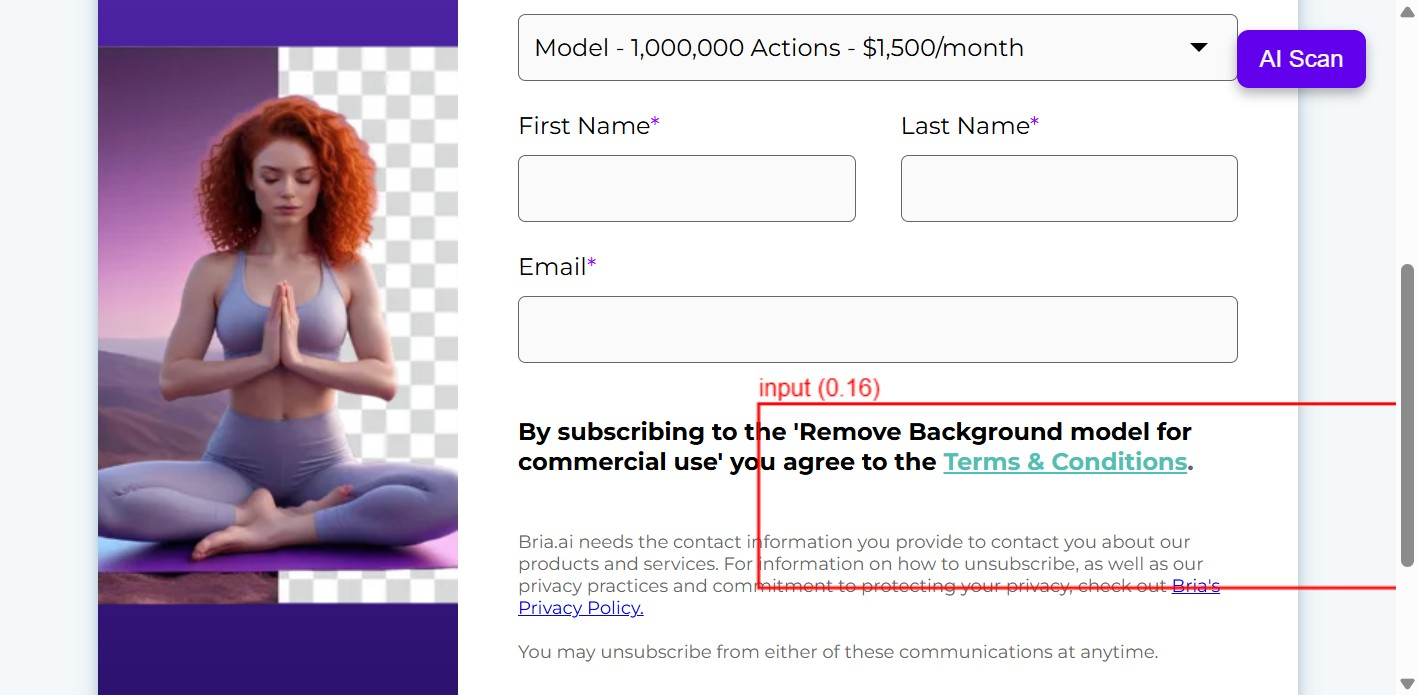 Model - 1,000,000 Actions - $1,500/month
AI Scan
First Name*
Last Name*
Email*
input (0.16)
By subscribing to the 'Remove Background model for
commercial use' you agree to the Terms & Conditions.
Bria.ai needs the contact information you provide to contact you about our
products and services. For information on how to unsubscribe, as well as our
privacy practices and commitment to protecting your privacy, check out Bria's
Privacy Policy.
You may unsubscribe from either of these communications at anytime.